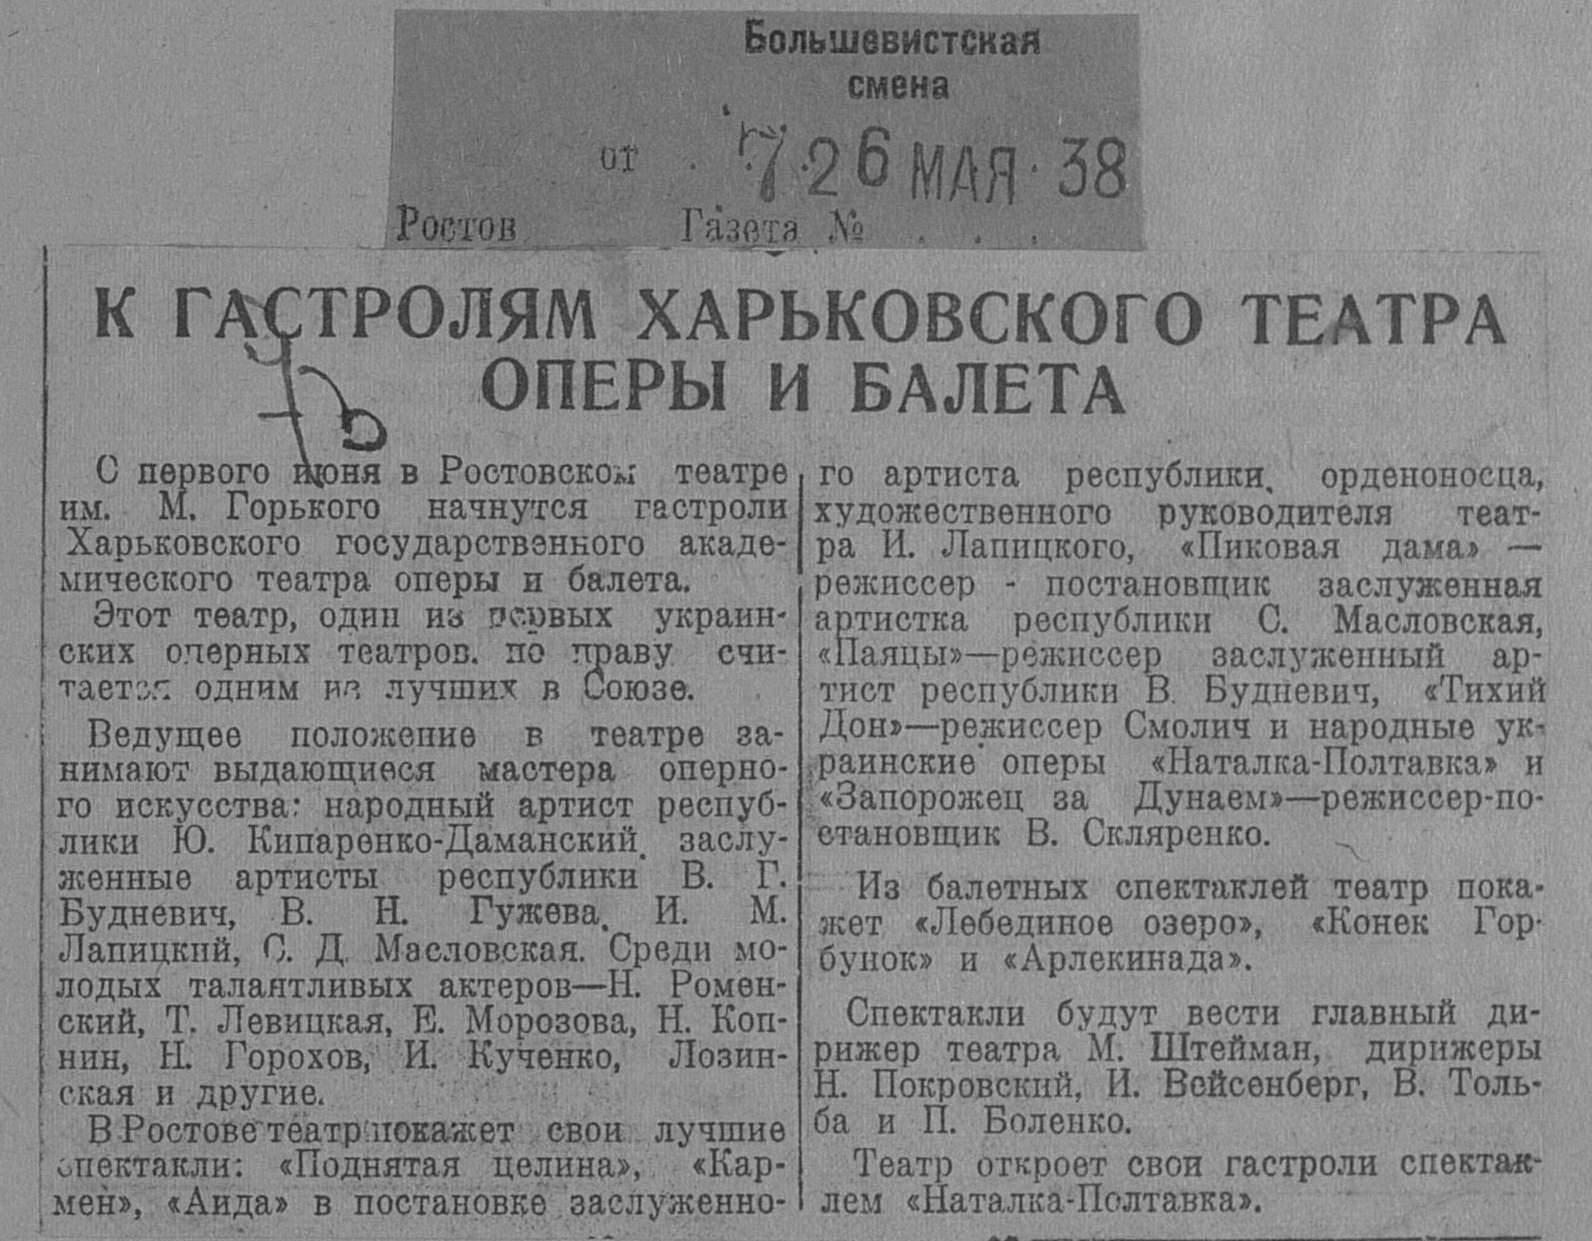 Большевистская
смена
от 26 МАЯ 38
Ростов Газета №
К ГАСТРОЛЯМ ХАРЬКОВСКОГО ТЕАТРА
ОПЕРЫ И БАЛЕТА
С первого июня в Ростовском театре
им. М. Горького начнутся гастроли
Харьковского государственного акаде-
мического театра оперы и балета.
Этот театр, один из первых украин-
ских оперных театров, по праву счи-
тается одним из лучших в Союзе.
Ведущее положение в театре за-
нимают выдающиеся мастера оперно-
го искусства: народный артист респуб-
лики Ю. Кипаренко-Даманский, заслу-
женные артисты республики В. Г.
Будневич, В. Н. Гужева, И. М.
Лапицкий, С. Д. Масловская. Среди мо-
лодых талантливых актеров—Н. Ромен-
ский, Т. Левицкая, Е. Морозова, Н. Коп-
нин, Н. Горохов, И. Кученко, Лозин-
ская и другие.
В Ростове театр покажет свои лучшие
спектакли: «Поднятая целина», «Кар-
мен», «Аида» в постановке заслуженно-
го артиста республики, орденоносца,
художественного руководителя теат-
ра И. Лапицкого, «Пиковая дама» —
режиссер - постановщик заслуженная
артистка республики С. Масловская,
«Паяцы»—режиссер заслуженный ар-
тист республики В. Будневич, «Тихий
Дон»—режиссер Смолич и народные ук-
раинские оперы «Наталка-Полтавка» и
«Запорожец за Дунаем»—режиссер-по-
становщик В. Скляренко.
Из балетных спектаклей театр пока-
жет «Лебединое озеро», «Конек Гор-
бунок» и «Арлекинада».
Спектакли будут вести главный ди-
рижер театра М. Штейман, дирижеры
Н. Покровский, И. Вейсенберг, В. Толь-
ба и П. Боленко.
Театр откроет свои гастроли спектак-
лем «Наталка-Полтавка».